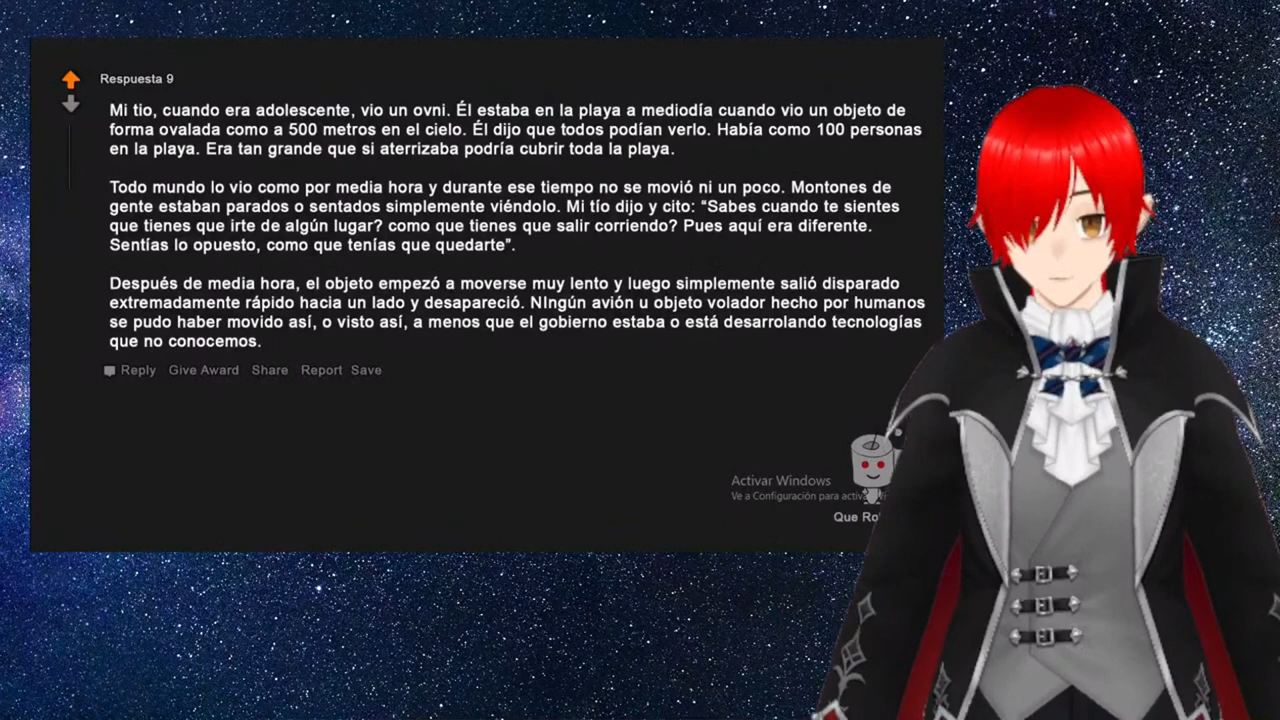 Respuesta 9
Mi tio, cuando era adolescente, vio un ovni. Él estaba en la playa a mediodía cuando vio un objeto de
forma ovalada como a 500 metros en el cielo. Él dijo que todos podían verlo. Había como 100 personas
en la playa. Era tan grande que si aterrizaba podría cubrir toda la playa.
Todo mundo lo vio como por media hora y durante ese tiempo no se movió ni un poco. Montones de
gente estaban parados o sentados simplemente viéndolo. Mi tío dijo y cito: “Sabes cuando te sientes
que tienes que irte de algún lugar? como que tienes que salir corriendo? Pues aquí era diferente.
Sentías lo opuesto, como que tenías que quedarte”.
Después de media hora, el objeto empezó a moverse muy lento y luego simplemente salió disparado
extremadamente rápido hacia un lado y desapareció. NIngún avión u objeto volador hecho por humanos
se pudo haber movido así, o visto así, a menos que el gobierno estaba o está desarrolando tecnologías
que no conocemos.
Reply Give Award Share Report Save
Activar Windows
Ve a Configuración para
Que